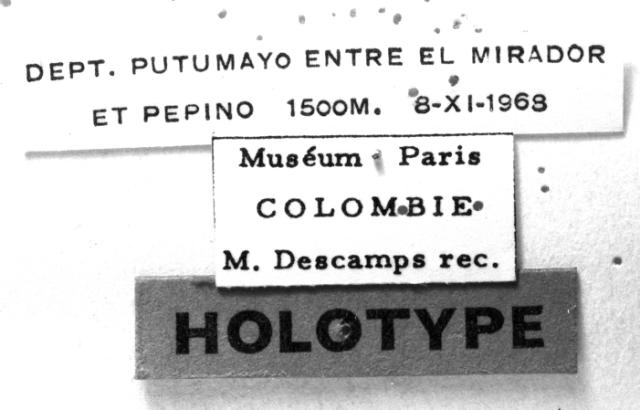 DEPT. PUTUMAYO ENTRE EL MIRADOR
ET PEPINO 1500M. 8-XI-1968
Muséum Paris
COLOMBIE
M. Descamps rec.
HOLOTYPE